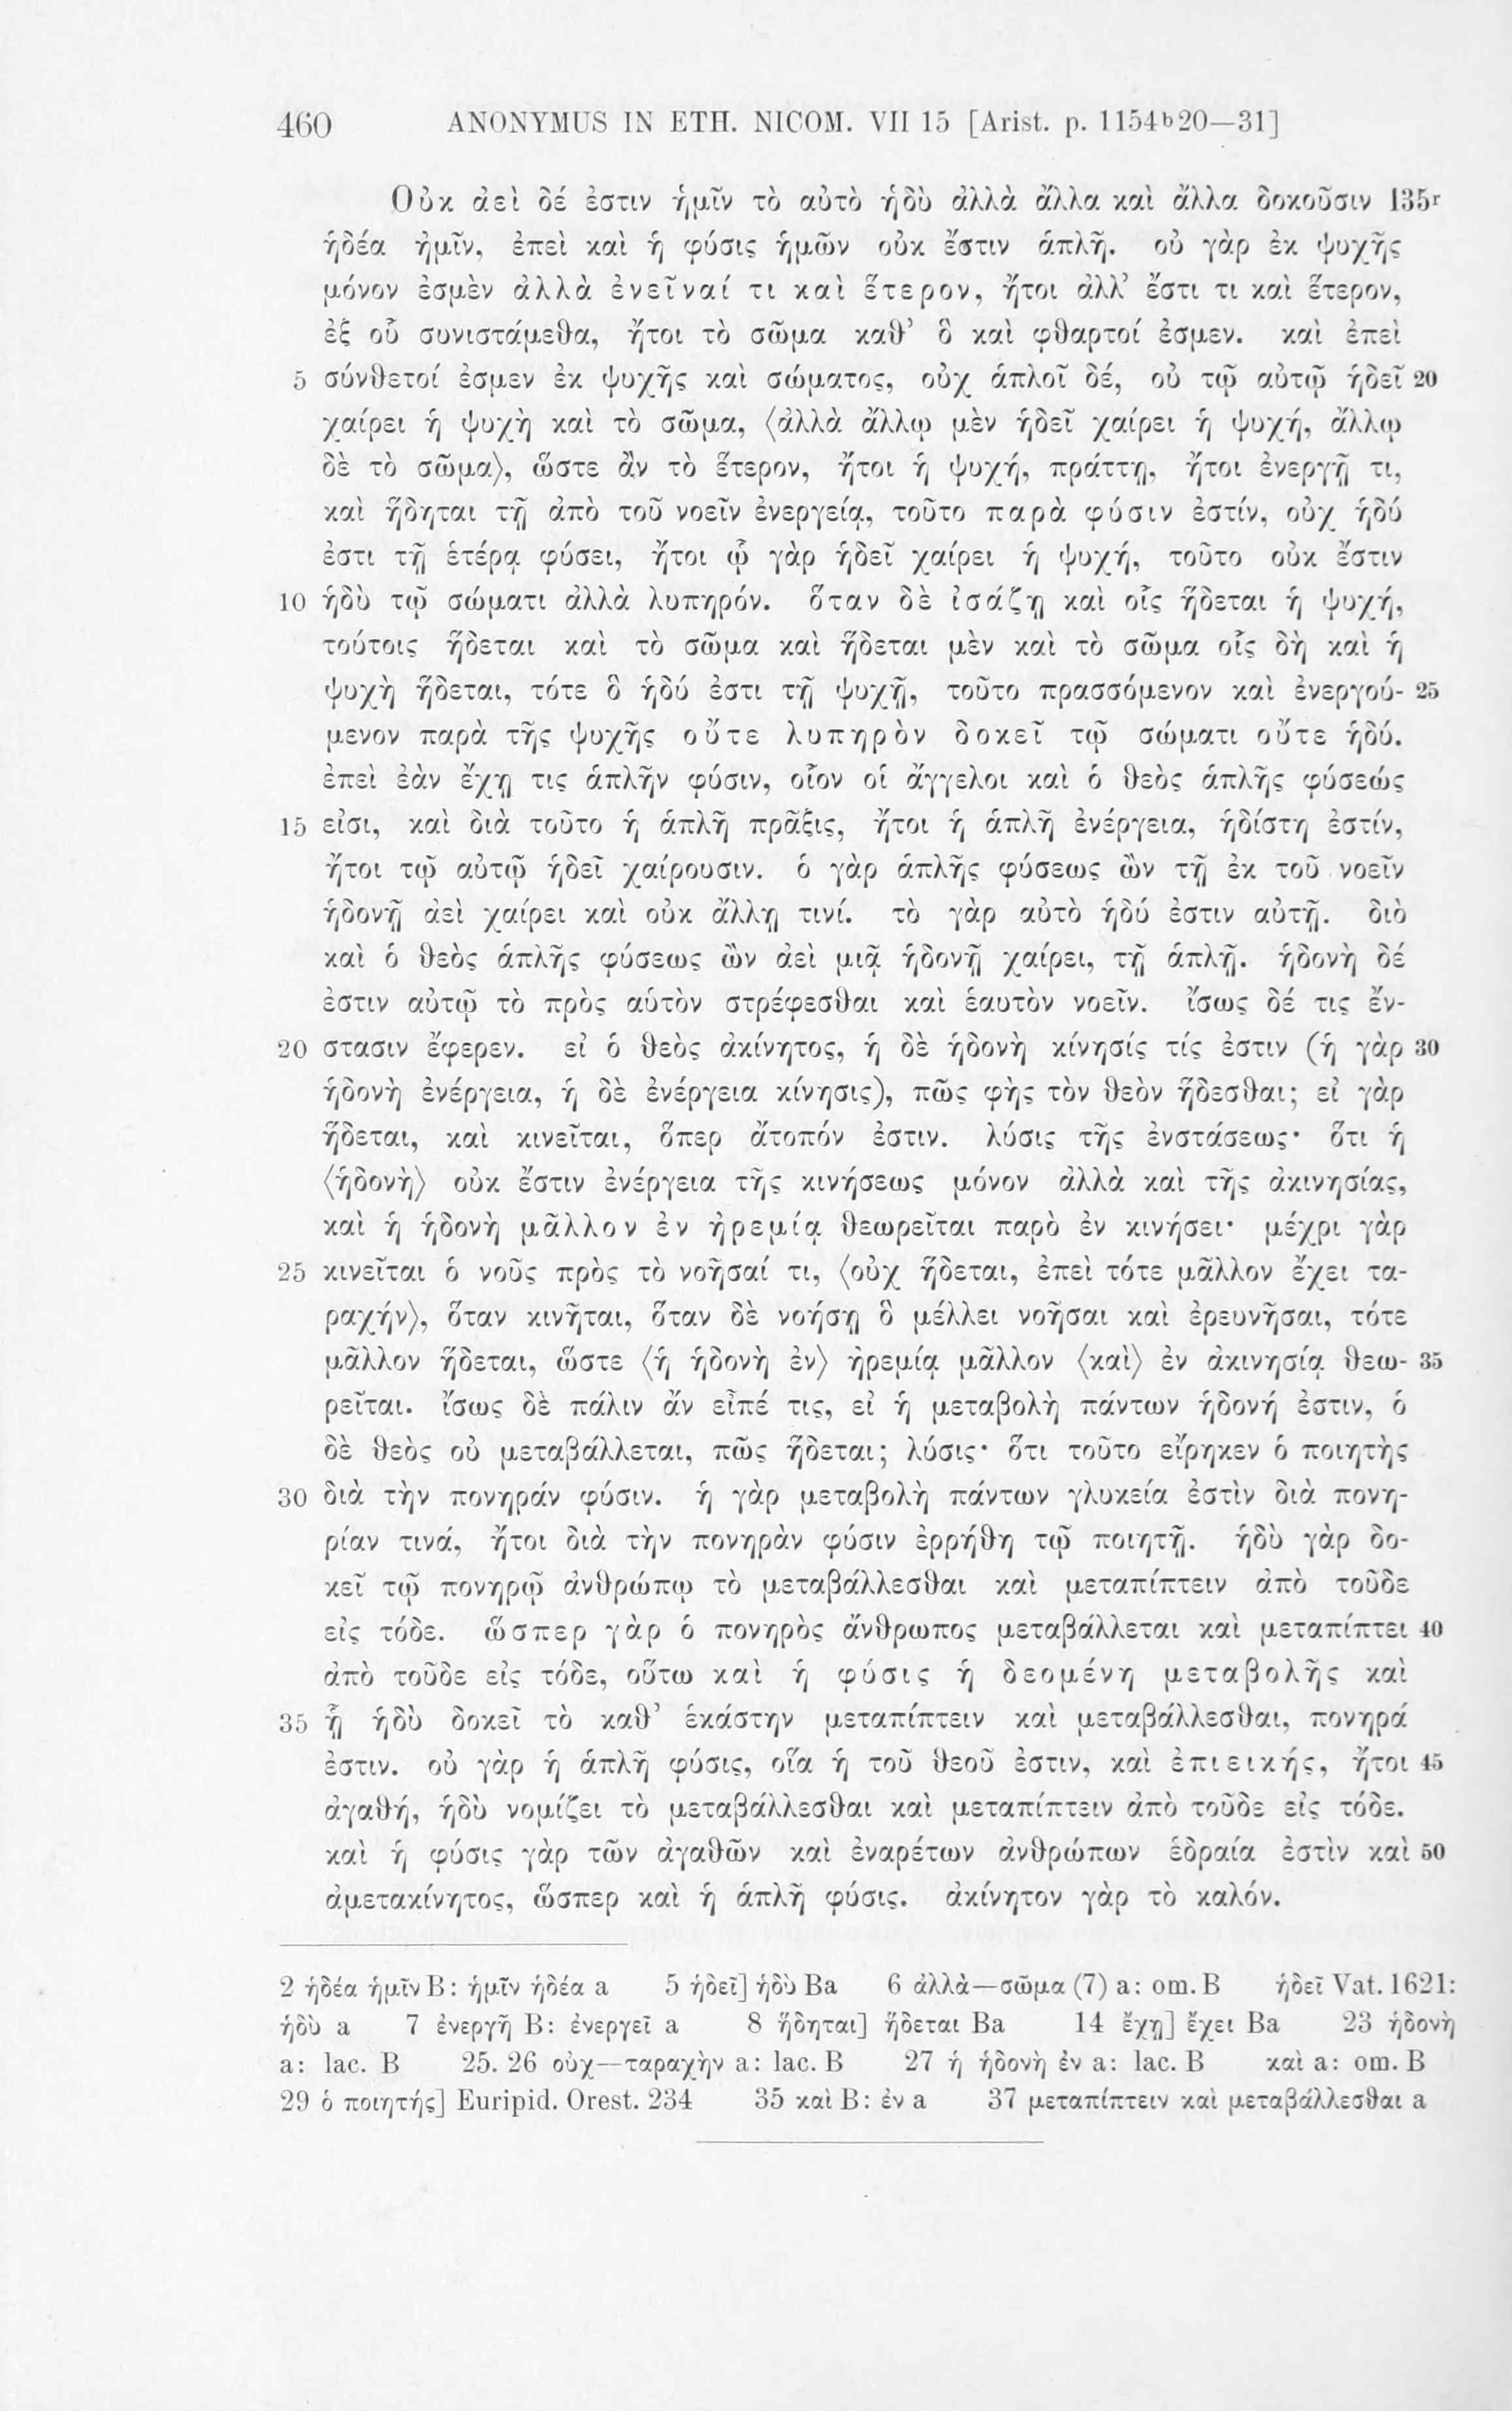 460 ANONYMUS IN ETH. NICOM. VII 15 [Arist. p. 1154ᵇ20—31]
Οὐκ ἀεὶ δέ ἐστιν ἡμῖν τὸ αὐτὸ ἡδὺ ἀλλὰ ἄλλα καὶ ἄλλα δοκοῦσιν 135ʳ
ἡδέα ἡμῖν, ἐπεὶ καὶ ἡ φύσις ἡμῶν οὐκ ἔστιν ἁπλῆ. οὐ γὰρ ἐκ ψυχῆς
μόνον ἐσμὲν ἀλλὰ ἐνεῖναί τι καὶ ἕτερον, ἤτοι ἀλλ’ ἔστι τι καὶ ἕτερον,
ἐξ οὗ συνιστάμεθα, ἤτοι τὸ σῶμα καθ’ ὃ καὶ φθαρτοί ἐσμεν. καὶ ἐπεὶ
5 σύνθετοί ἐσμεν ἐκ ψυχῆς καὶ σώματος, οὐχ ἁπλοῖ δέ, οὐ τῷ αὐτῷ ἡδεῖ 20
χαίρει ἡ ψυχὴ καὶ τὸ σῶμα, ⟨ἀλλὰ ἄλλῳ μὲν ἡδεῖ χαίρει ἡ ψυχή, ἄλλῳ
δὲ τὸ σῶμα⟩, ὥστε ἂν τὸ ἕτερον, ἤτοι ἡ ψυχή, πράττῃ, ἤτοι ἐνεργῇ τι,
καὶ ἥδηται τῇ ἀπὸ τοῦ νοεῖν ἐνεργείᾳ, τοῦτο παρὰ φύσιν ἐστίν, οὐχ ἡδύ
ἐστι τῇ ἑτέρᾳ φύσει, ἤτοι ᾧ γὰρ ἡδεῖ χαίρει ἡ ψυχή, τοῦτο οὐκ ἔστιν
10 ἡδὺ τῷ σώματι ἀλλὰ λυπηρόν. ὅταν δὲ ἰσάζῃ καὶ οἷς ἥδεται ἡ ψυχή,
τούτοις ἥδεται καὶ τὸ σῶμα καὶ ἥδεται μὲν καὶ τὸ σῶμα οἷς δὴ καὶ ἡ
ψυχὴ ἥδεται, τότε ὃ ἡδύ ἐστι τῇ ψυχῇ, τοῦτο πρασσόμενον καὶ ἐνεργού- 25
μενον παρὰ τῆς ψυχῆς οὔτε λυπηρὸν δοκεῖ τῷ σώματι οὔτε ἡδύ.
ἐπεὶ ἐὰν ἔχῃ τις ἁπλῆν φύσιν, οἷον οἱ ἄγγελοι καὶ ὁ θεὸς ἁπλῆς φύσεώς
15 εἰσι, καὶ διὰ τοῦτο ἡ ἁπλῆ πρᾶξις, ἤτοι ἡ ἁπλῆ ἐνέργεια, ἡδίστη ἐστίν,
ἤτοι τῷ αὐτῷ ἡδεῖ χαίρουσιν. ὁ γὰρ ἁπλῆς φύσεως ὢν τῇ ἐκ τοῦ νοεῖν
ἡδονῇ ἀεὶ χαίρει καὶ οὐκ ἄλλῃ τινί. τὸ γὰρ αὐτὸ ἡδύ ἐστιν αὐτῇ. διὸ
καὶ ὁ θεὸς ἁπλῆς φύσεως ὢν ἀεὶ μιᾷ ἡδονῇ χαίρει, τῇ ἁπλῇ. ἡδονὴ δέ
ἐστιν αὐτῷ τὸ πρὸς αὑτὸν στρέφεσθαι καὶ ἑαυτὸν νοεῖν. ἴσως δέ τις ἔν-
20 στασιν ἔφερεν. εἰ ὁ θεὸς ἀκίνητος, ἡ δὲ ἡδονὴ κίνησίς τίς ἐστιν (ἡ γὰρ 30
ἡδονὴ ἐνέργεια, ἡ δὲ ἐνέργεια κίνησις), πῶς φῂς τὸν θεὸν ἥδεσθαι; εἰ γὰρ
ἥδεται, καὶ κινεῖται, ὅπερ ἄτοπόν ἐστιν. λύσις τῆς ἐνστάσεως· ὅτι ἡ
⟨ἡδονὴ⟩ οὐκ ἔστιν ἐνέργεια τῆς κινήσεως μόνον ἀλλὰ καὶ τῆς ἀκινησίας,
καὶ ἡ ἡδονὴ μᾶλλον ἐν ἠρεμίᾳ θεωρεῖται παρὸ ἐν κινήσει· μέχρι γὰρ
25 κινεῖται ὁ νοῦς πρὸς τὸ νοῆσαί τι, ⟨οὐχ ἥδεται, ἐπεὶ τότε μᾶλλον ἔχει τα-
ραχήν⟩, ὅταν κινῆται, ὅταν δὲ νοήσῃ ὃ μέλλει νοῆσαι καὶ ἐρευνῆσαι, τότε
μᾶλλον ἥδεται, ὥστε ⟨ἡ ἡδονὴ ἐν⟩ ἠρεμίᾳ μᾶλλον ⟨καὶ⟩ ἐν ἀκινησίᾳ θεω- 35
ρεῖται. ἴσως δὲ πάλιν ἄν εἶπέ τις, εἰ ἡ μεταβολὴ πάντων ἡδονή ἐστιν, ὁ
δὲ θεὸς οὐ μεταβάλλεται, πῶς ἥδεται; λύσις· ὅτι τοῦτο εἴρηκεν ὁ ποιητὴς
30 διὰ τὴν πονηράν φύσιν. ἡ γὰρ μεταβολὴ πάντων γλυκεία ἐστὶν διὰ πονη-
ρίαν τινά, ἤτοι διὰ τὴν πονηρὰν φύσιν ἐρρήθη τῷ ποιητῇ. ἡδὺ γὰρ δο-
κεῖ τῷ πονηρῷ ἀνθρώπῳ τὸ μεταβάλλεσθαι καὶ μεταπίπτειν ἀπὸ τοῦδε
εἰς τόδε. ὥσπερ γὰρ ὁ πονηρὸς ἄνθρωπος μεταβάλλεται καὶ μεταπίπτει 40
ἀπὸ τοῦδε εἰς τόδε, οὕτω καὶ ἡ φύσις ἡ δεομένη μεταβολῆς καὶ
35 ᾗ ἡδὺ δοκεῖ τὸ καθ’ ἑκάστην μεταπίπτειν καὶ μεταβάλλεσθαι, πονηρά
ἐστιν. οὐ γὰρ ἡ ἁπλῆ φύσις, οἵα ἡ τοῦ θεοῦ ἐστιν, καὶ ἐπιεικής, ἤτοι 45
ἀγαθή, ἡδὺ νομίζει τὸ μεταβάλλεσθαι καὶ μεταπίπτειν ἀπὸ τοῦδε εἰς τόδε.
καὶ ἡ φύσις γὰρ τῶν ἀγαθῶν καὶ ἐναρέτων ἀνθρώπων ἑδραία ἐστὶν καὶ 50
ἀμετακίνητος, ὥσπερ καὶ ἡ ἁπλῆ φύσις. ἀκίνητον γὰρ τὸ καλόν.
2 ἡδέα ἡμῖν B: ἡμῖν ἡδέα a 5 ἡδεῖ] ἡδὺ Ba 6 ἀλλὰ—σῶμα (7) a: om. B ἡδεῖ Vat. 1621:
ἡδὺ a 7 ἐνεργῇ B: ἐνεργεῖ a 8 ἥδηται] ἥδεται Ba 14 ἔχῃ] ἔχει Ba 23 ἡδονὴ
a: lac. B 25. 26 οὐχ—ταραχὴν a: lac. B 27 ἡ ἡδονὴ ἐν a: lac. B καὶ a: om. B
29 ὁ ποιητής] Euripid. Orest. 234 35 καὶ B: ἐν a 37 μεταπίπτειν καὶ μεταβάλλεσθαι a